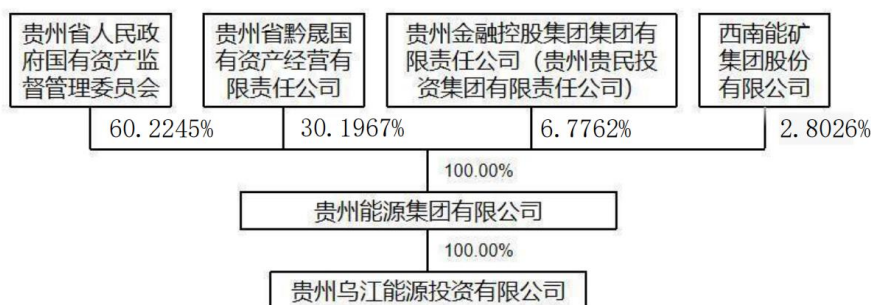 贵州省人民政
府国有资产监
督管理委员会
贵州省黔晟国
有资产经营有
限责任公司
贵州金融控股集团集团有
限责任公司（贵州贵民投
资集团有限责任公司）
西南能矿
集团股份
有限公司
60.2245%
30.1967%
6.7762%
2.8026%
100.00%
贵州能源集团有限公司
100.00%
贵州乌江能源投资有限公司